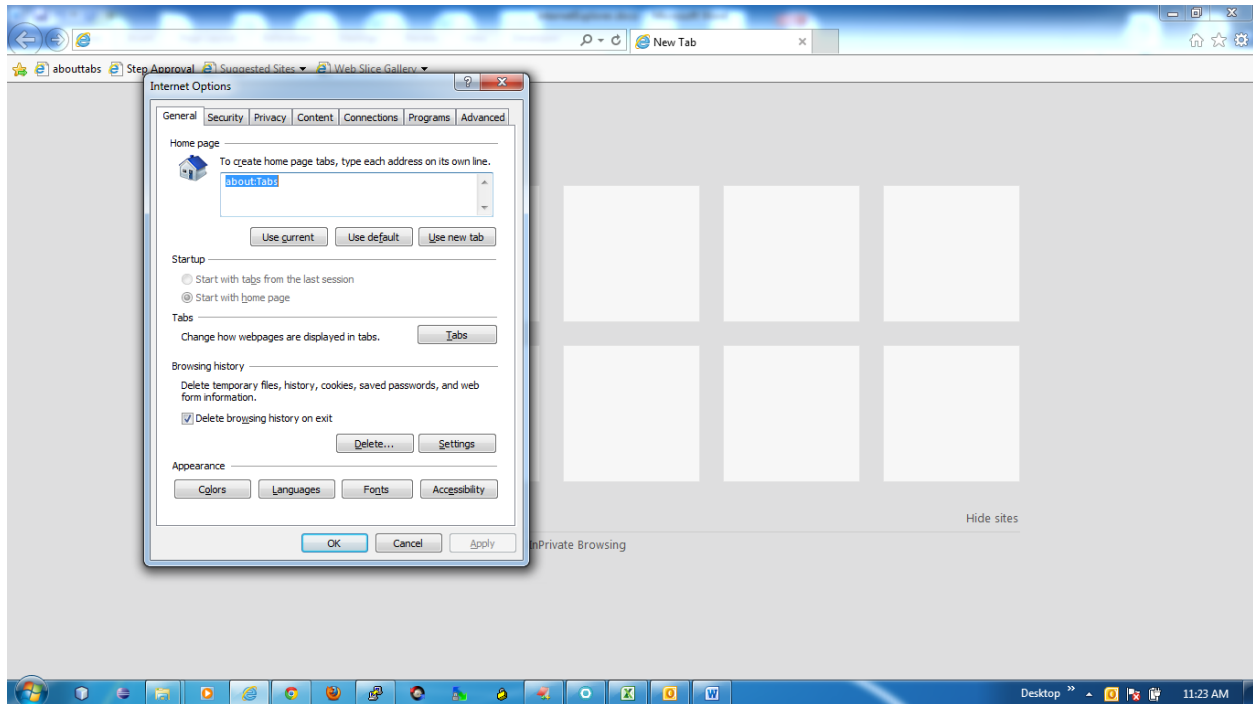 New Tab
abouttabs Step Approval Suggested Sites Web Slice Gallery
Internet Options
General Security Privacy Content Connections Programs Advanced
Home page
To create home page tabs, type each address on its own line.
about:Tabs
Use current Use default Use new tab
Startup
Start with tabs from the last session
Start with home page
Tabs
Change how webpages are displayed in tabs. Tabs
Browsing history
Delete temporary files, history, cookies, saved passwords, and web
form information.
Delete browsing history on exit
Delete... Settings
Appearance
Colors Languages Fonts Accessibility
Hide sites
OK Cancel Apply
InPrivate Browsing
Desktop 11:23 AM